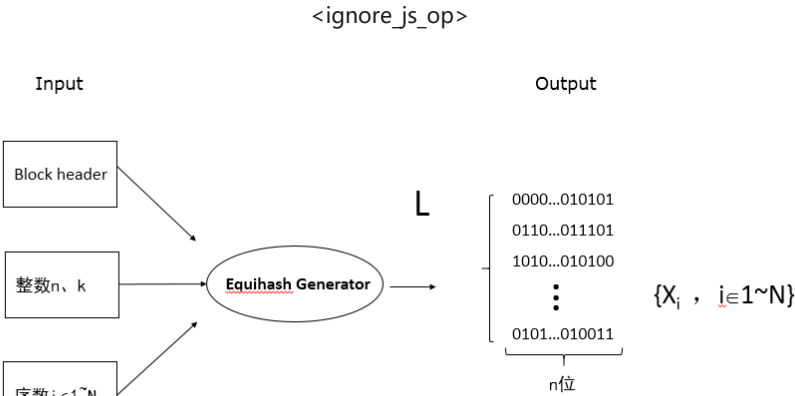 <ignore_js_op>
Input
Output
Block header
整数n、k
Equihash Generator
L
0000...010101
0110...011101
1010...010100
0101...010011
{Xi ，i∈1~N}
n位